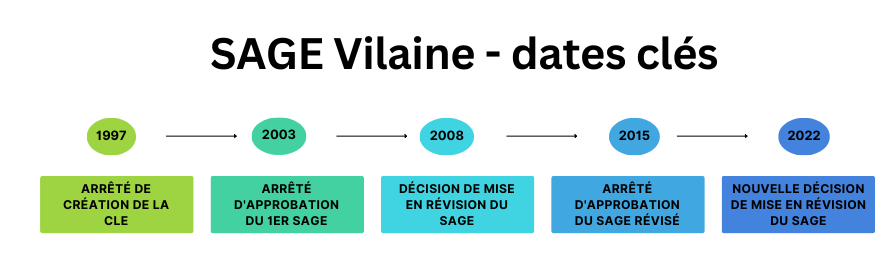 SAGE Vilaine - dates clés
1997
2003
2008
2015
2022
ARRÊTÉ DE
CRÉATION DE LA
CLE
ARRÊTÉ
D'APPROBATION
DU 1ER SAGE
DÉCISION DE MISE
EN RÉVISION DU
SAGE
ARRÊTÉ
D'APPROBATION
DU SAGE RÉVISÉ
NOUVELLE DÉCISION
DE MISE EN RÉVISION
DU SAGE